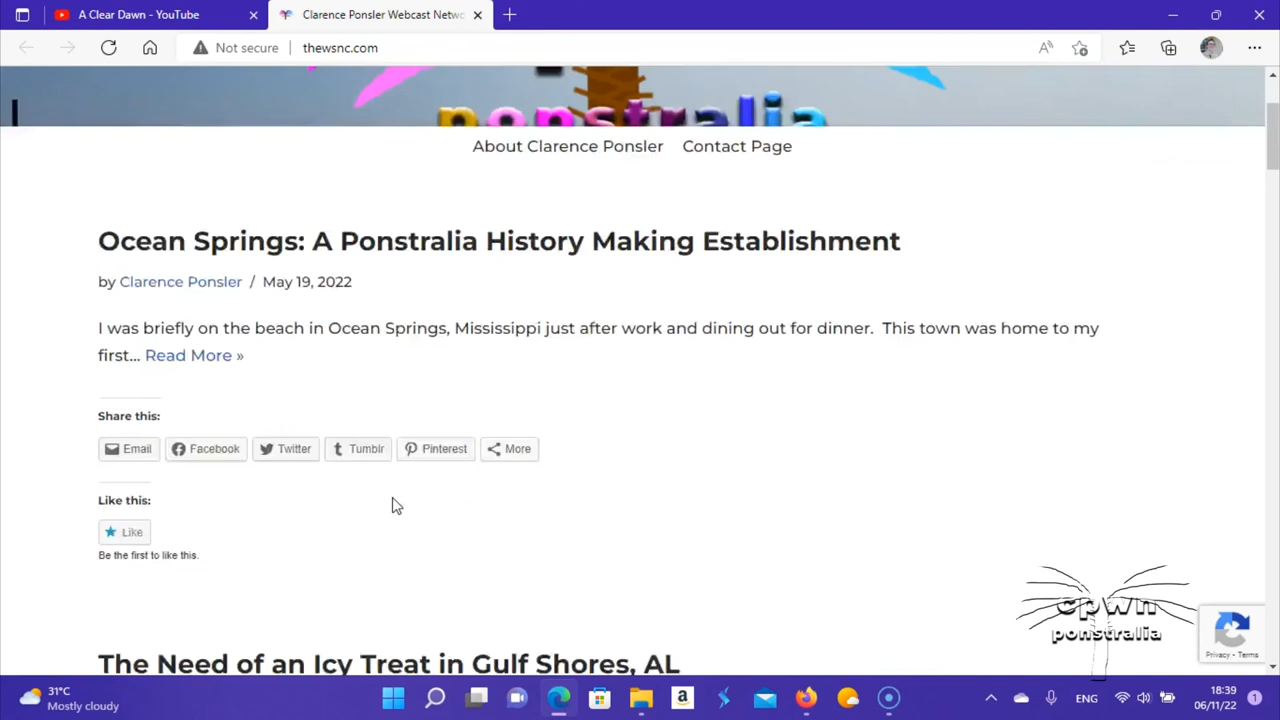 A Clear Dawn - YouTube
Clarence Ponsler Webcast Netwo
Not secure
thewsnc.com
ponstralia
About Clarence Ponsler
Contact Page
Ocean Springs: A Ponstralia History Making Establishment
by Clarence Ponsler / May 19, 2022
I was briefly on the beach in Ocean Springs, Mississippi just after work and dining out for dinner. This town was home to my
first... Read More »
Share this:
Email
Facebook
Twitter
Tumblr
Pinterest
More
Like this:
Like
Be the first to like this.
The Need of an Icy Treat in Gulf Shores, AL
cpwn
ponstralia
Privacy - Terms
31°C
Mostly cloudy
ENG
18:39
06/11/22
1